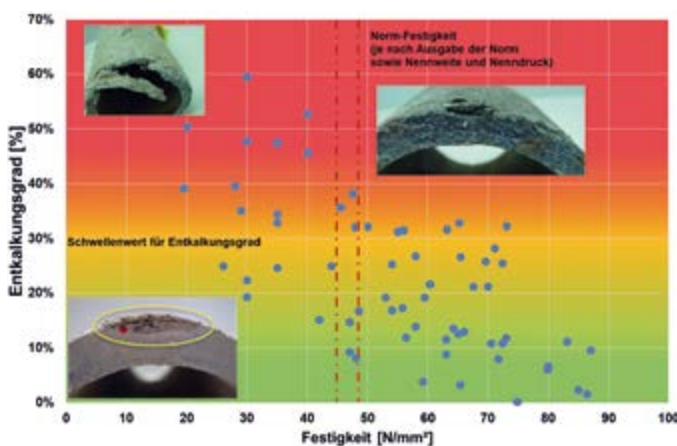 70%
60%
50%
40%
30%
20%
10%
0%
Entkalkungsgrad [%]
Norm-Festigkeit
(je nach Ausgabe der Norm
sowie Nennweite und Nenndruck)
Schwellenwert für Entkalkungsgrad
0 10 20 30 40 50 60 70 80 90 100
Festigkeit [N/mm²]